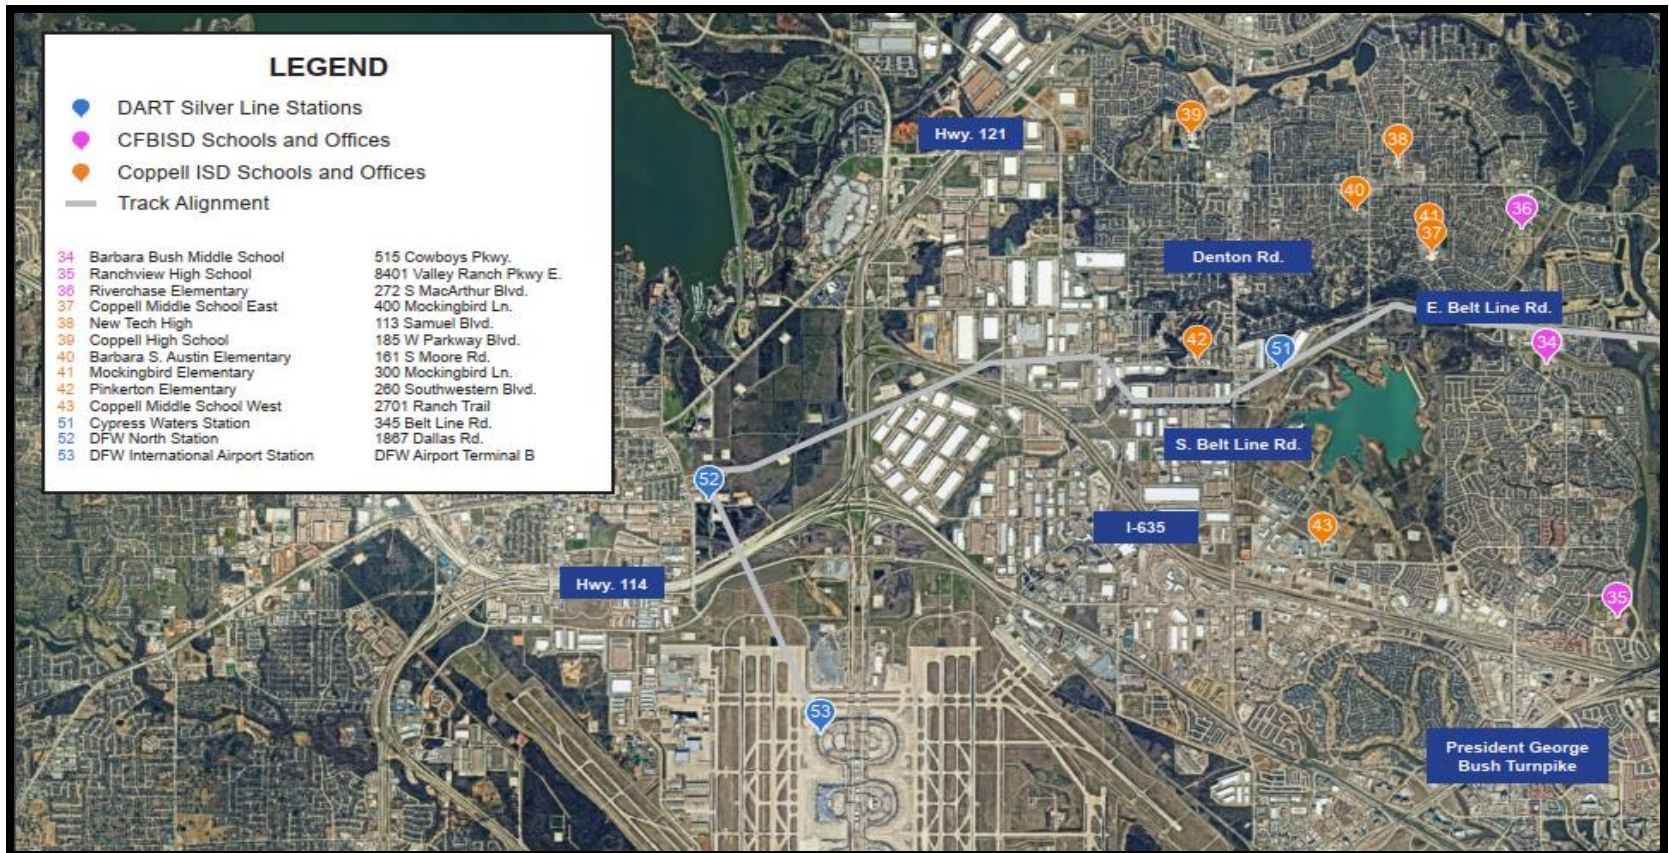 LEGEND
DART Silver Line Stations
CFBISD Schools and Offices
Coppell ISD Schools and Offices
Track Alignment
34 Barbara Bush Middle School 515 Cowboys Pkwy.
35 Ranchview High School 8401 Valley Ranch Pkwy E.
36 Riverchase Elementary 272 S MacArthur Blvd.
37 Coppell Middle School East 400 Mockingbird Ln.
38 New Tech High 113 Samuel Blvd.
39 Coppell High School 185 W Parkway Blvd.
40 Barbara S. Austin Elementary 161 S Moore Rd.
41 Mockingbird Elementary 300 Mockingbird Ln.
42 Pinkerton Elementary 260 Southwestern Blvd.
43 Coppell Middle School West 2701 Ranch Trail
51 Cypress Waters Station 345 Belt Line Rd.
52 DFW North Station 1867 Dallas Rd.
53 DFW International Airport Station DFW Airport Terminal B
39
Hwy. 121
38
40
36
41
37
Denton Rd.
E. Belt Line Rd.
42
51
34
S. Belt Line Rd.
52
I-635
43
Hwy. 114
35
53
President George
Bush Turnpike